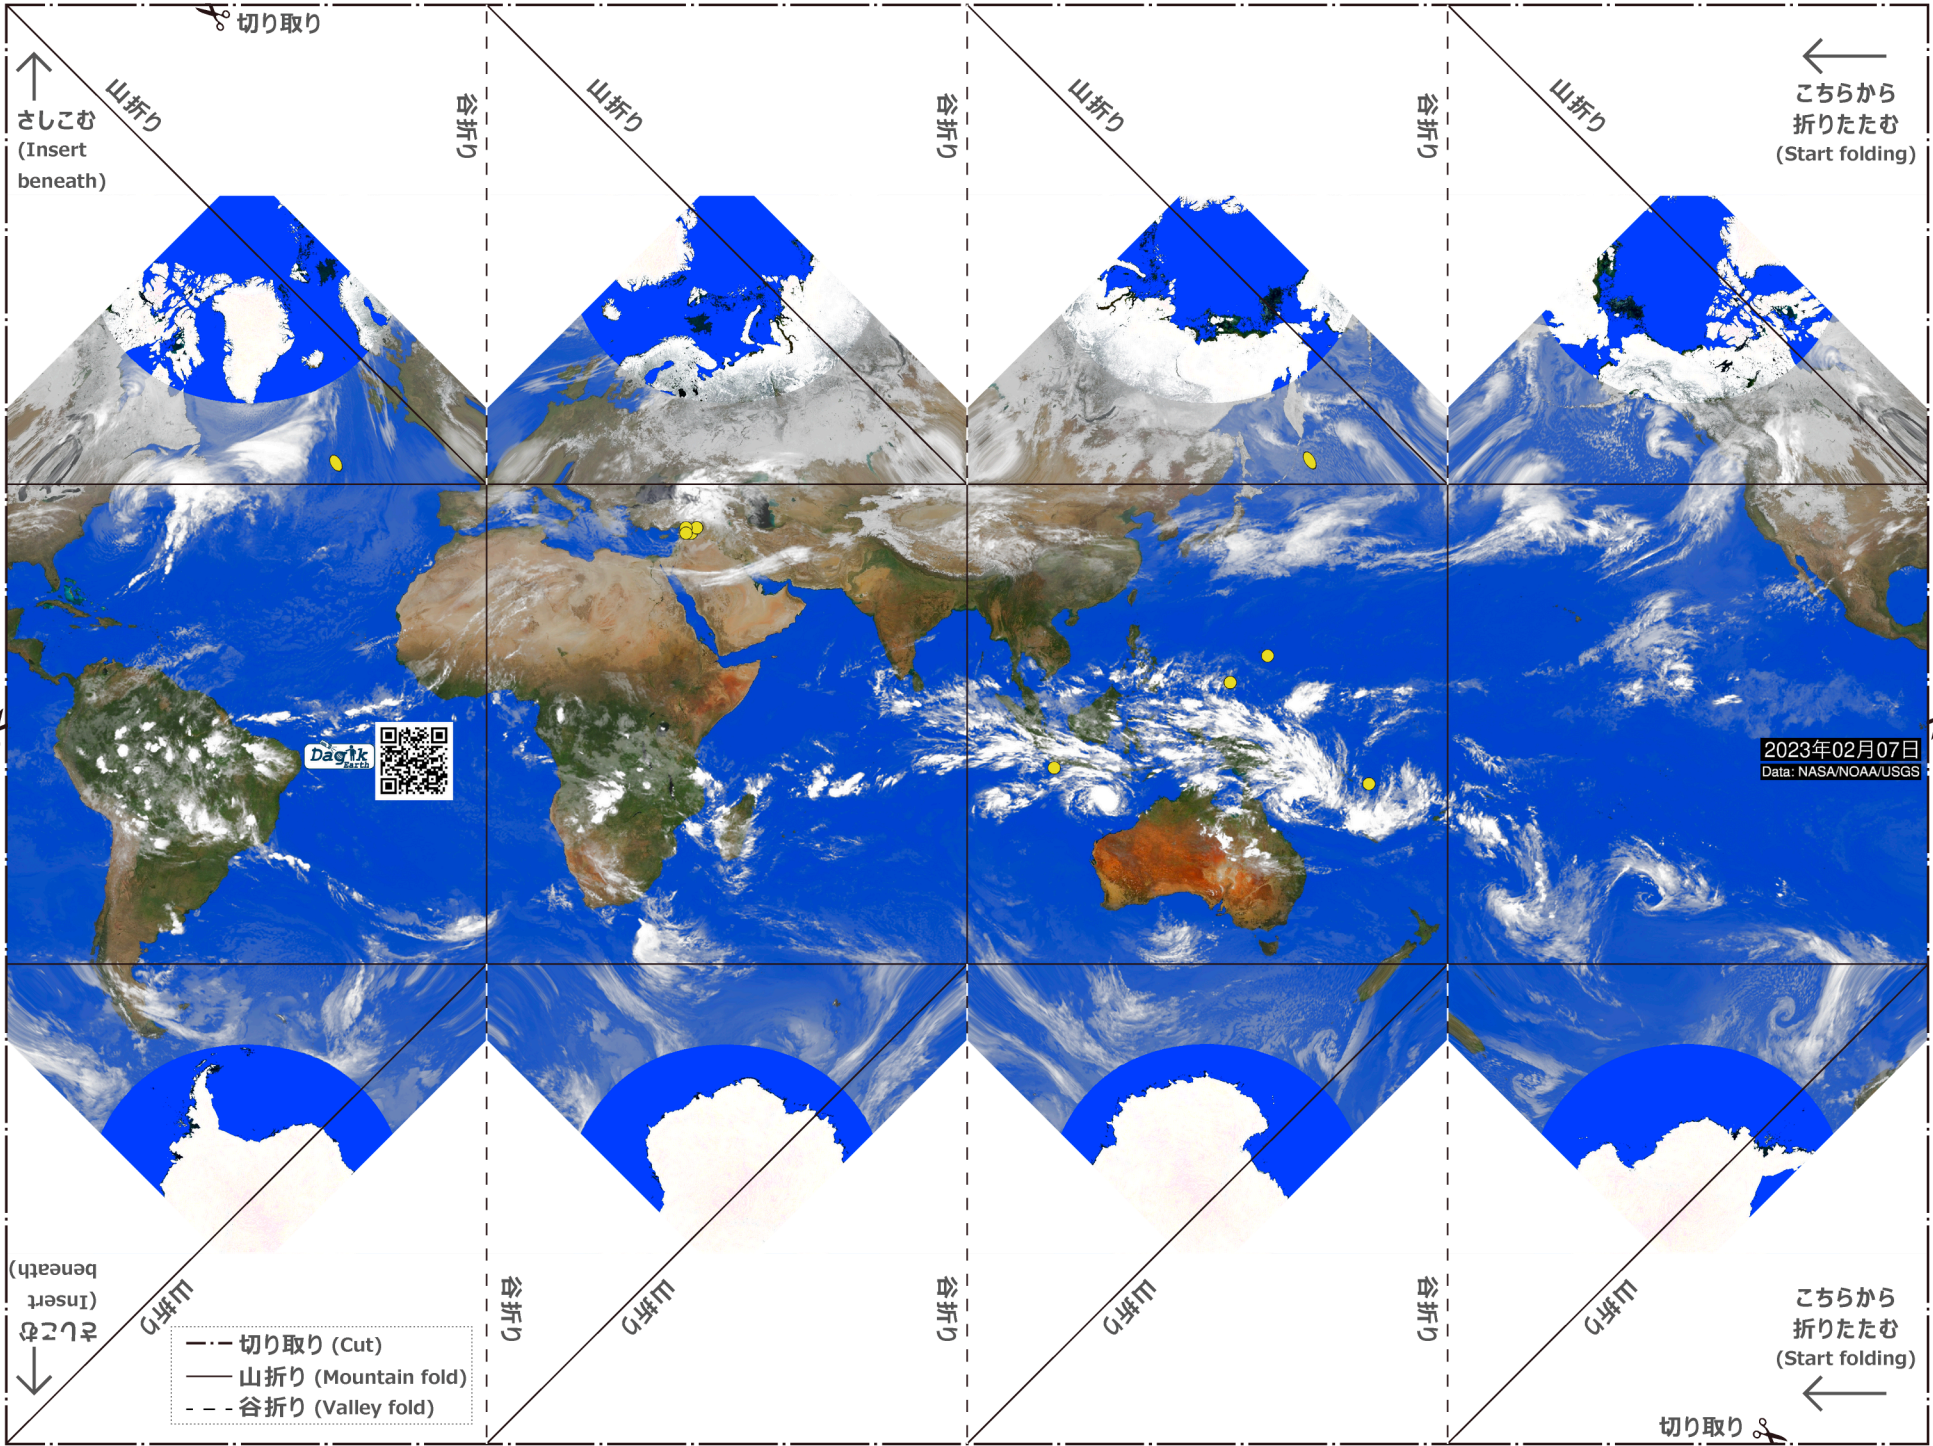 切り取り
山折り
谷折り
山折り
谷折り
山折り
谷折り
山折り
さしこむ
(Insert
beneath)
こちらから
折りたたむ
(Start folding)
Dagik
Earth
2023年02月07日
Data: NASA/NOAA/USGS
さしこむ
(Insert
beneath)
山折り
谷折り
山折り
谷折り
山折り
谷折り
山折り
こちらから
折りたたむ
(Start folding)
切り取り (Cut)
山折り (Mountain fold)
谷折り (Valley fold)
切り取り